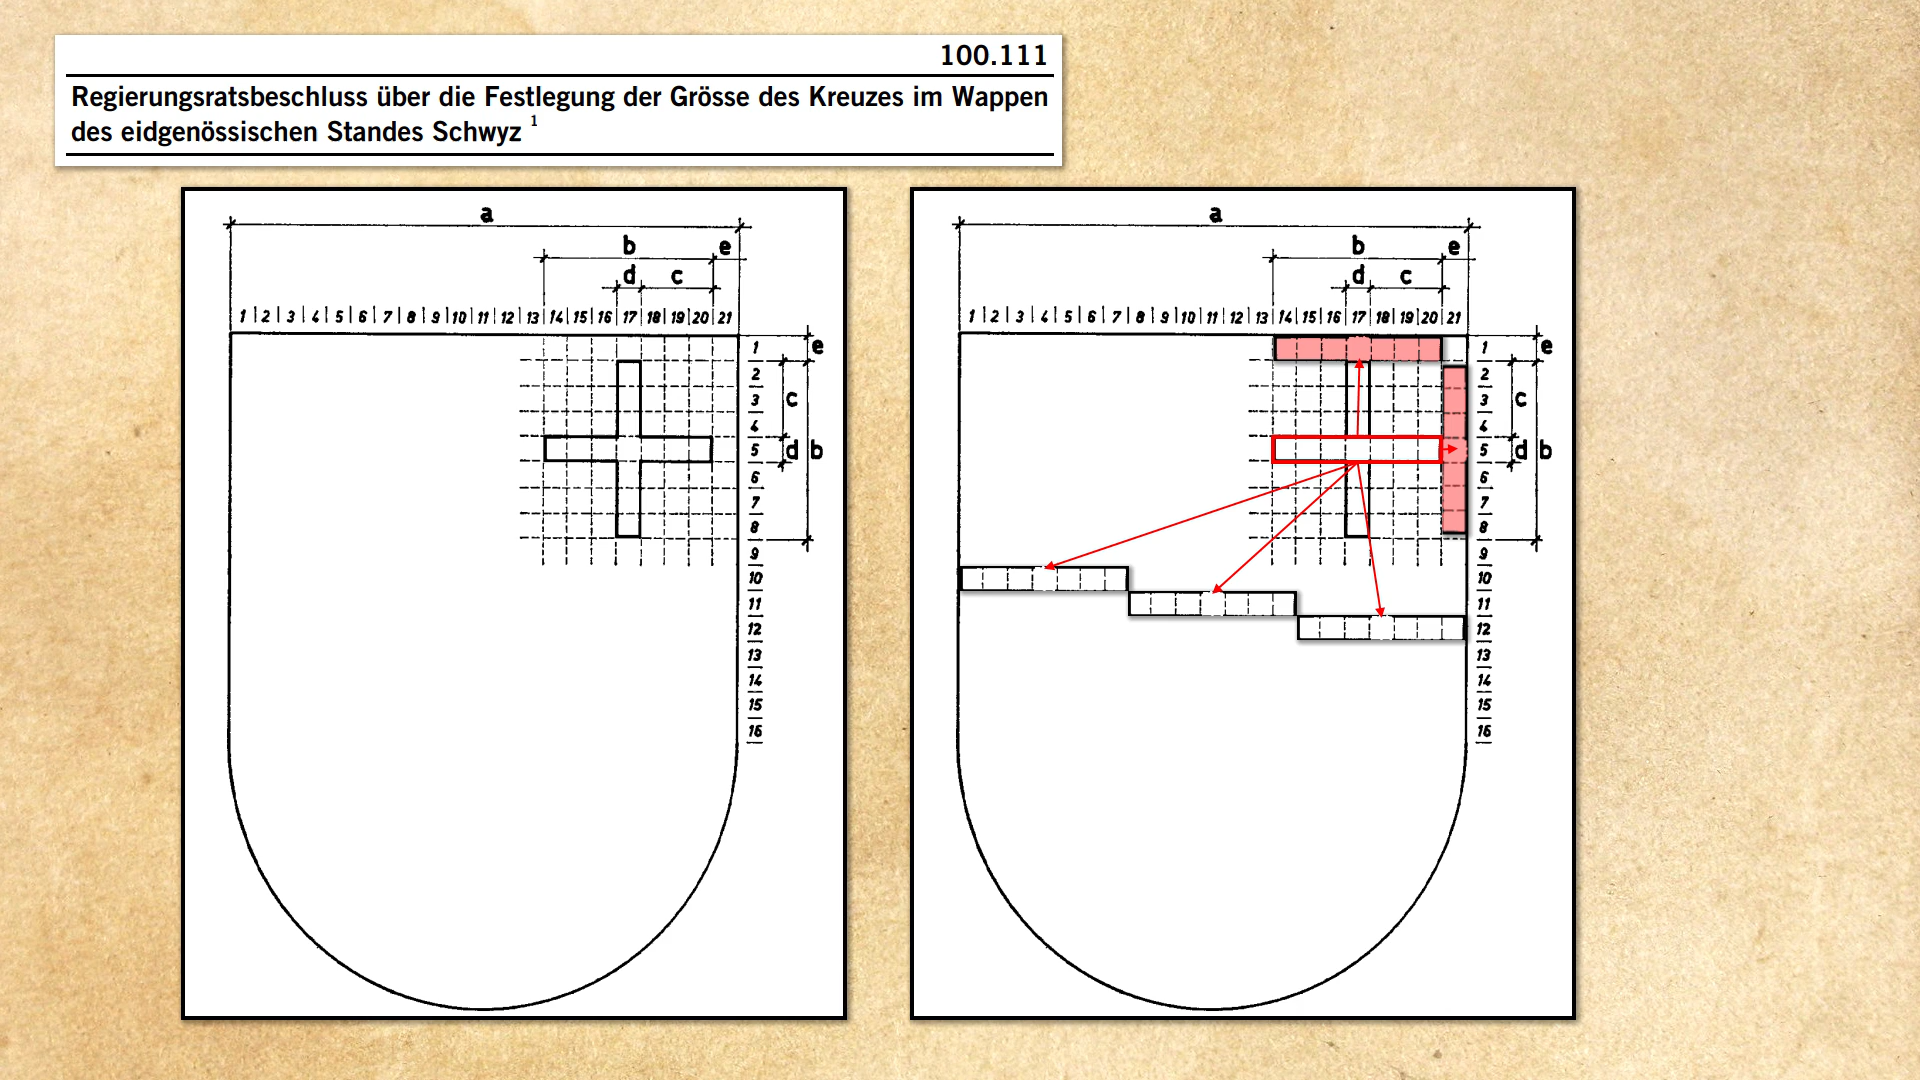 100.111
Regierungsratsbeschluss über die Festlegung der Grösse des Kreuzes im Wappen
des eidgenössischen Standes Schwyz 1
a
b e
d c
1 2 3 4 5 6 7 8 9 10 11 12 13 14 15 16 17 18 19 20 21
1 e
2
3 c
4
5 d b
6
7
8
9
10
11
12
13
14
15
16
a
b e
d c
1 2 3 4 5 6 7 8 9 10 11 12 13 14 15 16 17 18 19 20 21
1 e
2
3 c
4
5 d b
6
7
8
9
10
11
12
13
14
15
16